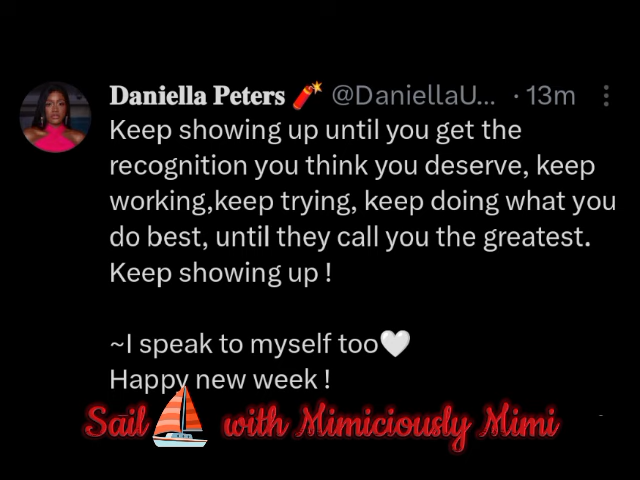 Daniella Peters 🧨 @DaniellaU... · 13m
Keep showing up until you get the
recognition you think you deserve, keep
working,keep trying, keep doing what you
do best, until they call you the greatest.
Keep showing up !
~I speak to myself too🤍
Happy new week !
Sail⛵ with Mimiciously Mimi